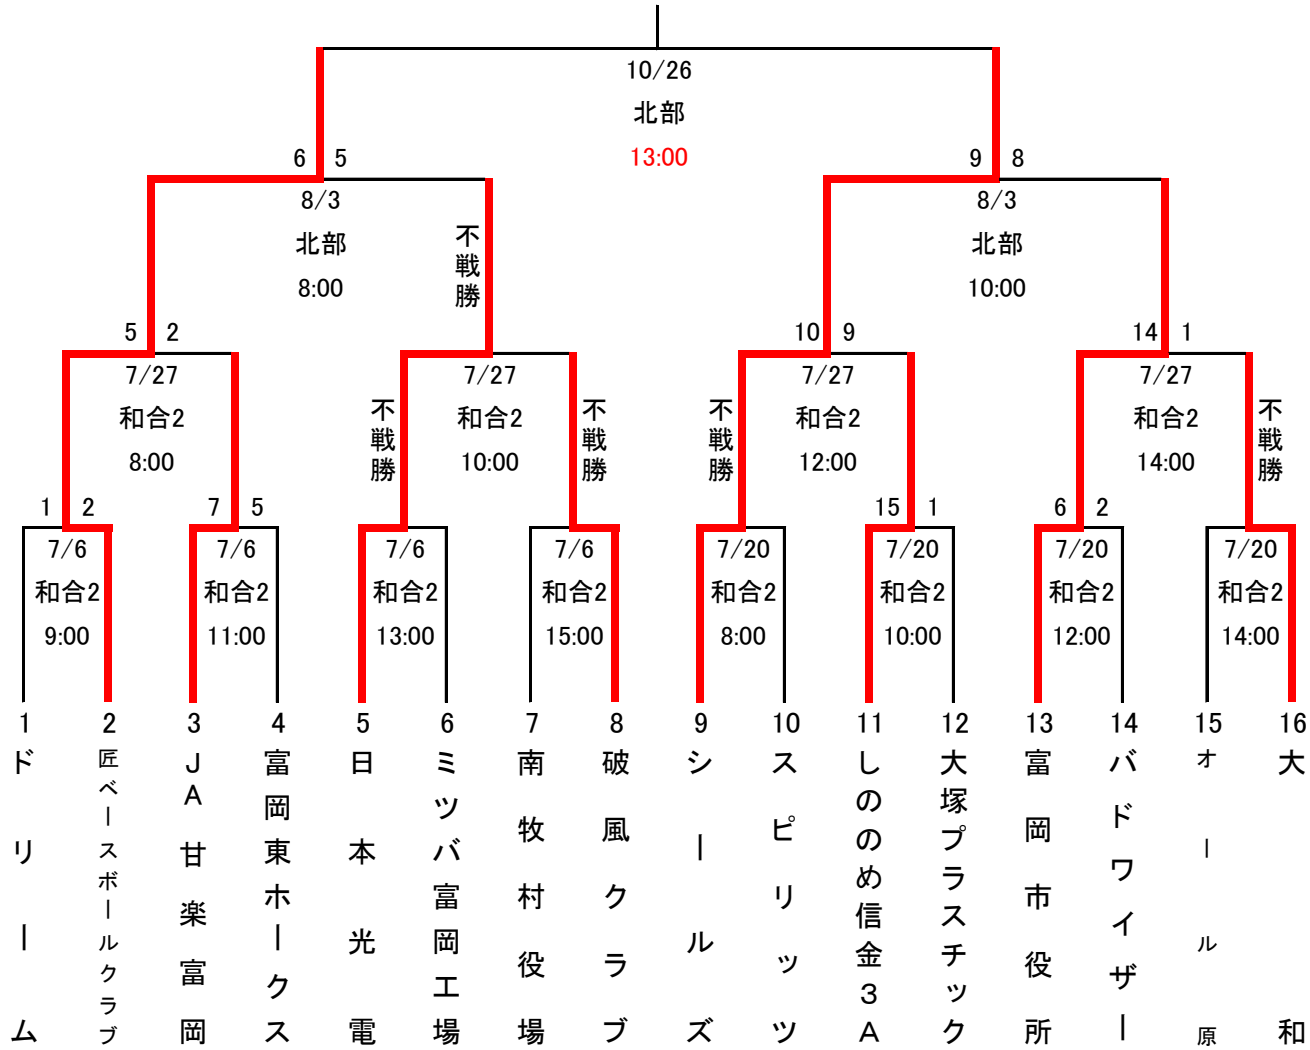 10/26
北部
13:00
6 5
9 8
8/3
北部
8:00
不戦勝
8/3
北部
10:00
5 2
10 9
14 1
7/27
和合2
8:00
不戦勝
7/27
和合2
10:00
不戦勝
不戦勝
7/27
和合2
12:00
7/27
和合2
14:00
不戦勝
1 2
7 5
15 1
6 2
7/6
和合2
9:00
7/6
和合2
11:00
7/6
和合2
13:00
7/6
和合2
15:00
7/20
和合2
8:00
7/20
和合2
10:00
7/20
和合2
12:00
7/20
和合2
14:00
1
ドリーム
2
匠ベースボールクラブ
3
JA甘楽富岡
4
富岡東ホークス
5
日本光電
6
ミツバ富岡工場
7
南牧村役場
8
破風クラブ
9
シールズ
10
スピリッツ
11
しののめ信金3A
12
大塚プラスチック
13
富岡市役所
14
バドワイザー
15
オール原
16
大和